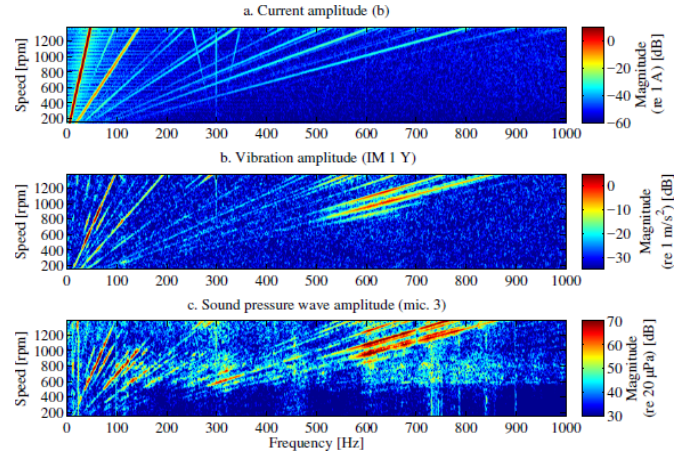 a. Current amplitude (b)
Speed [rpm]
1200
1000
800
600
400
200
0 100 200 300 400 500 600 700 800 900 1000
0
−20
−40
−60
Magnitude
(re 1 A) [dB]
b. Vibration amplitude (IM 1 Y)
Speed [rpm]
1200
1000
800
600
400
200
0 100 200 300 400 500 600 700 800 900 1000
0
−10
−20
−30
Magnitude
(re 1 m/s²) [dB]
c. Sound pressure wave amplitude (mic. 3)
Speed [rpm]
1200
1000
800
600
400
200
0 100 200 300 400 500 600 700 800 900 1000
Frequency [Hz]
70
60
50
40
30
Magnitude
(re 20 μPa) [dB]